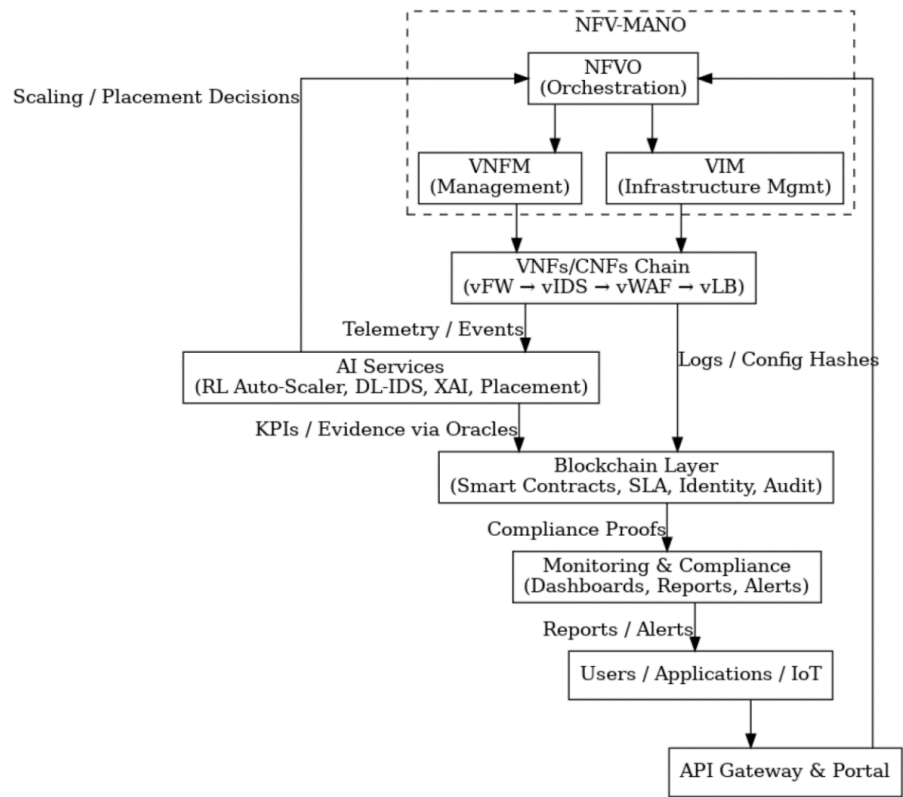 NFV-MANO
NFVO
(Orchestration)
Scaling / Placement Decisions
VNFM
(Management)
VIM
(Infrastructure Mgmt)
VNFs/CNFs Chain
(vFW → vIDS → vWAF → vLB)
Telemetry / Events
Logs / Config Hashes
AI Services
(RL Auto-Scaler, DL-IDS, XAI, Placement)
KPIs / Evidence via Oracles
Blockchain Layer
(Smart Contracts, SLA, Identity, Audit)
Compliance Proofs
Monitoring & Compliance
(Dashboards, Reports, Alerts)
Reports / Alerts
Users / Applications / IoT
API Gateway & Portal